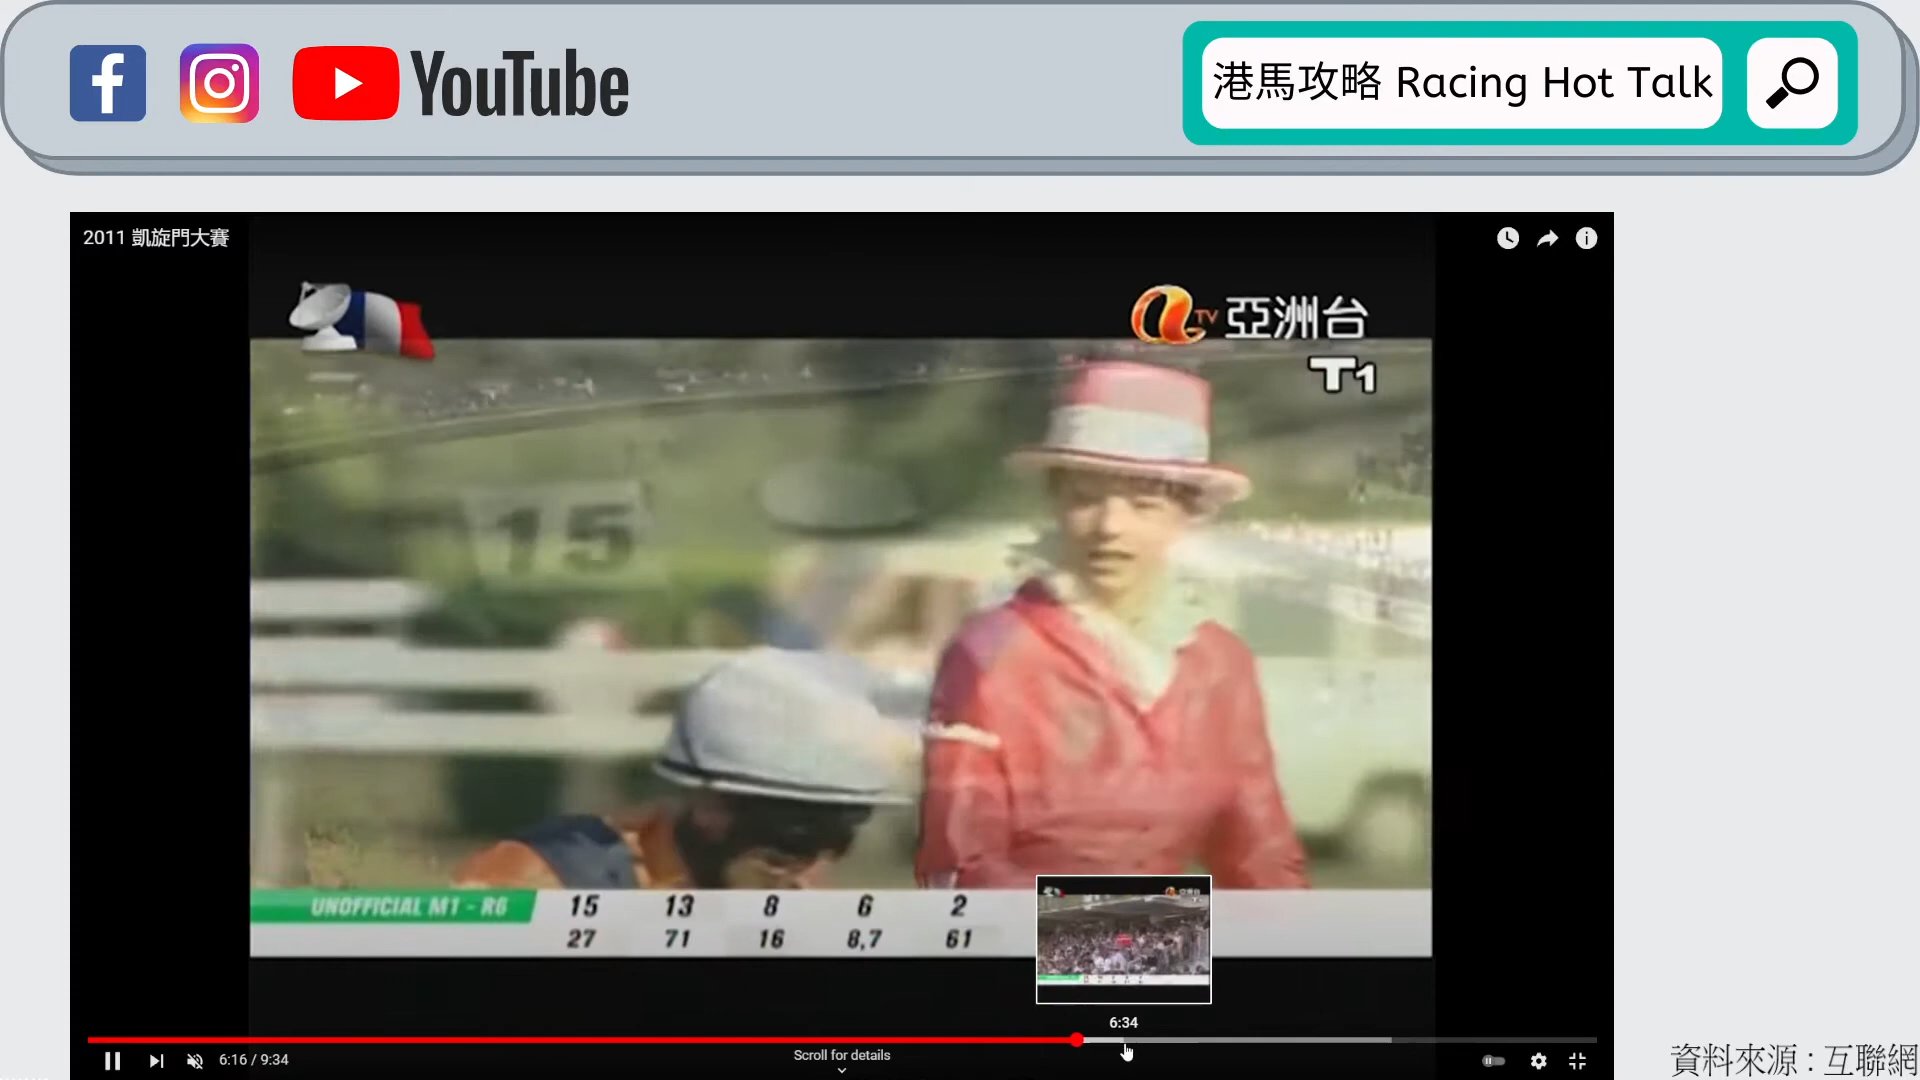 YouTube
港馬攻略 Racing Hot Talk
2011 凱旋門大賽
TV 亞洲台
T1
15
UNOFFICIAL M1 - R6 15 13 8 6 2
27 71 16 8,7 61
6:34
6:16 / 9:34
Scroll for details
資料來源 : 互聯網